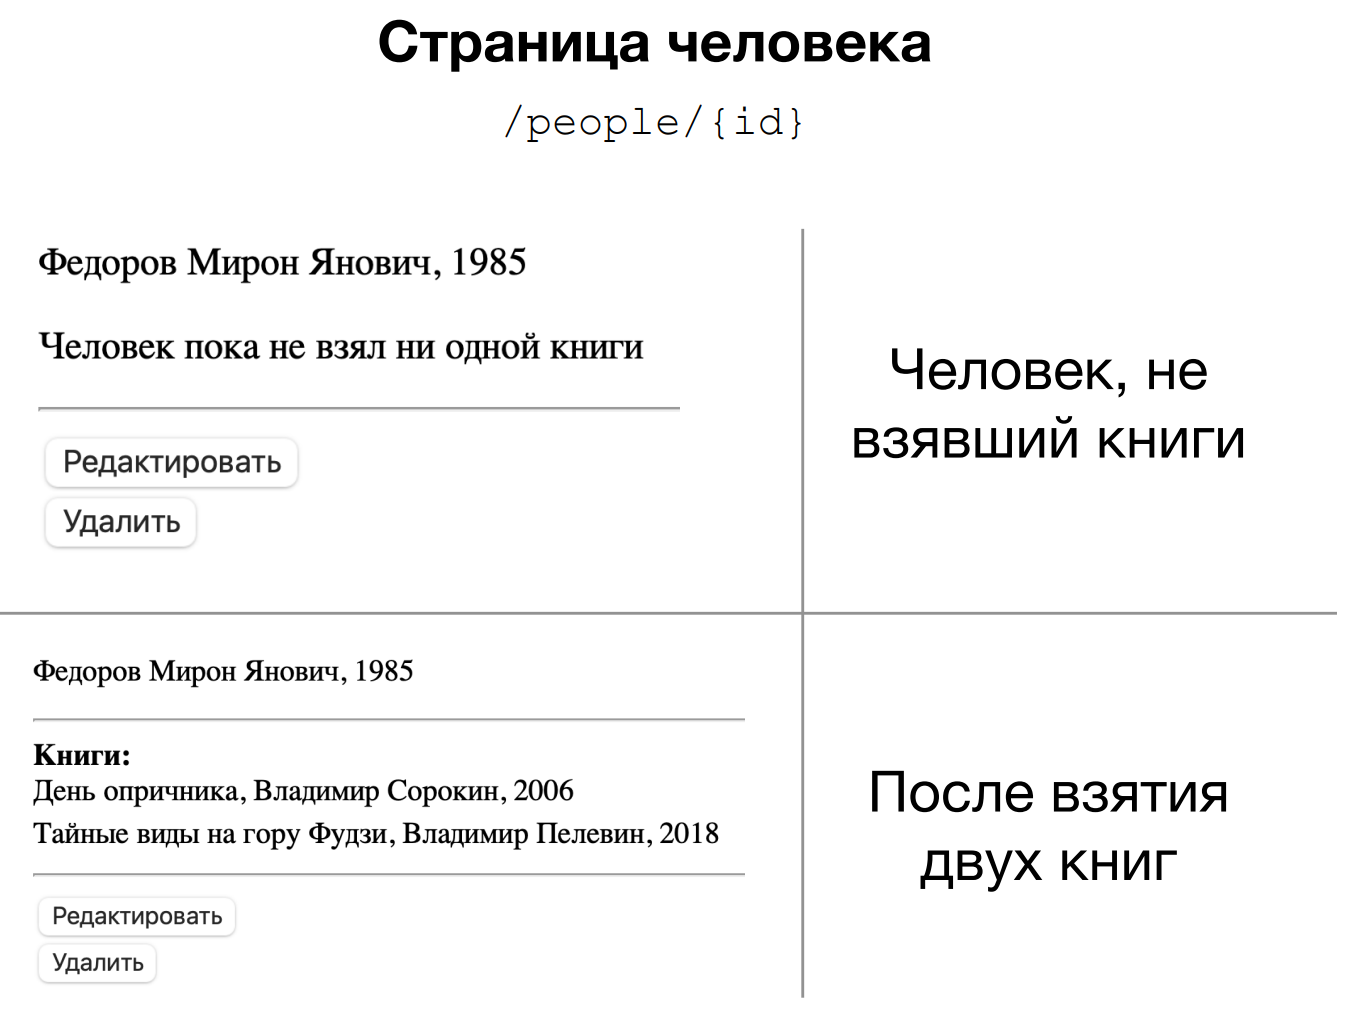 Страница человека
/people/{id}
Федоров Мирон Янович, 1985
Человек пока не взял ни одной книги
Редактировать
Удалить
Человек, не
взявший книги
Федоров Мирон Янович, 1985
Книги:
День опричника, Владимир Сорокин, 2006
Тайные виды на гору Фудзи, Владимир Пелевин, 2018
Редактировать
Удалить
После взятия
двух книг